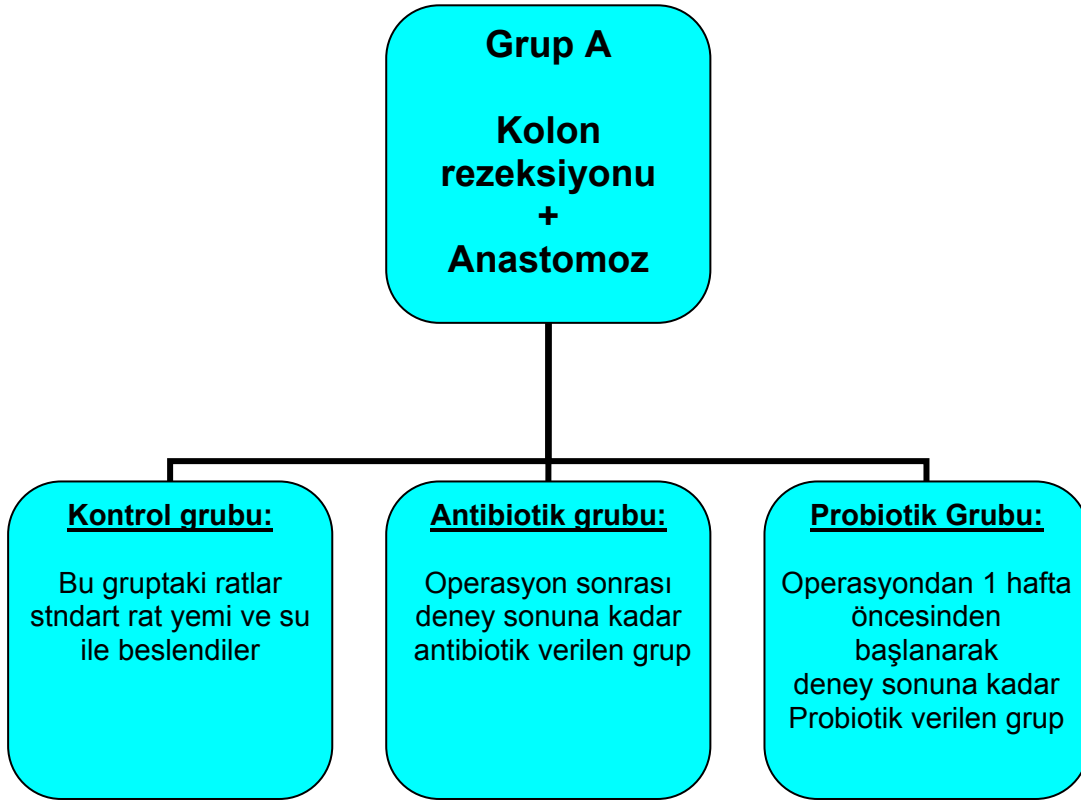 Grup A
Kolon
rezeksiyonu
+
Anastomoz
Kontrol grubu:
Bu gruptaki ratlar
stndart rat yemi ve su
ile beslendiler
Antibiotik grubu:
Operasyon sonrası
deney sonuna kadar
antibiotik verilen grup
Probiotik Grubu:
Operasyondan 1 hafta
öncesinden
başlanarak
deney sonuna kadar
Probiotik verilen grup